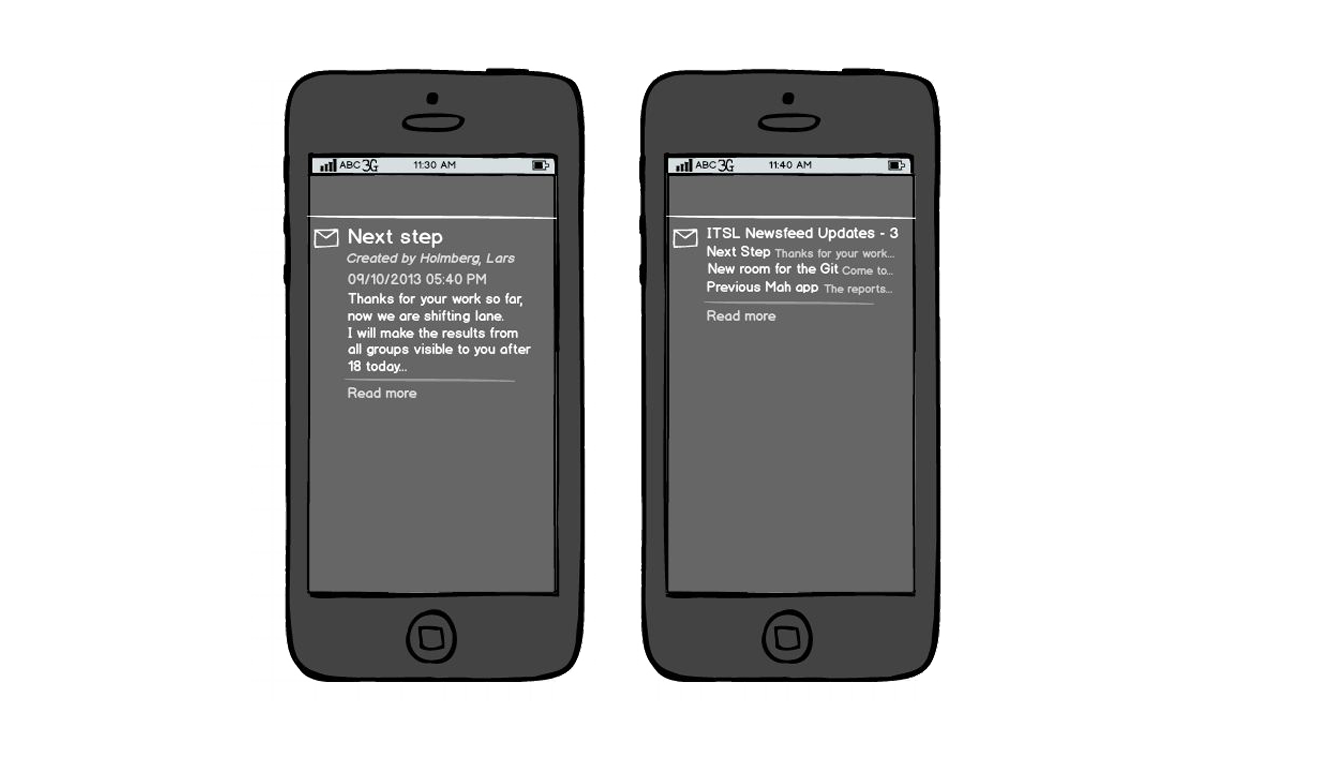 ABC 3G 11:30 AM
Next step
Created by Holmberg, Lars
09/10/2013 05:40 PM
Thanks for your work so far,
now we are shifting lane.
I will make the results from
all groups visible to you after
18 today...
Read more
ABC 3G 11:40 AM
ITSL Newsfeed Updates - 3
Next Step Thanks for your work...
New room for the Git Come to...
Previous Mah app The reports...
Read more